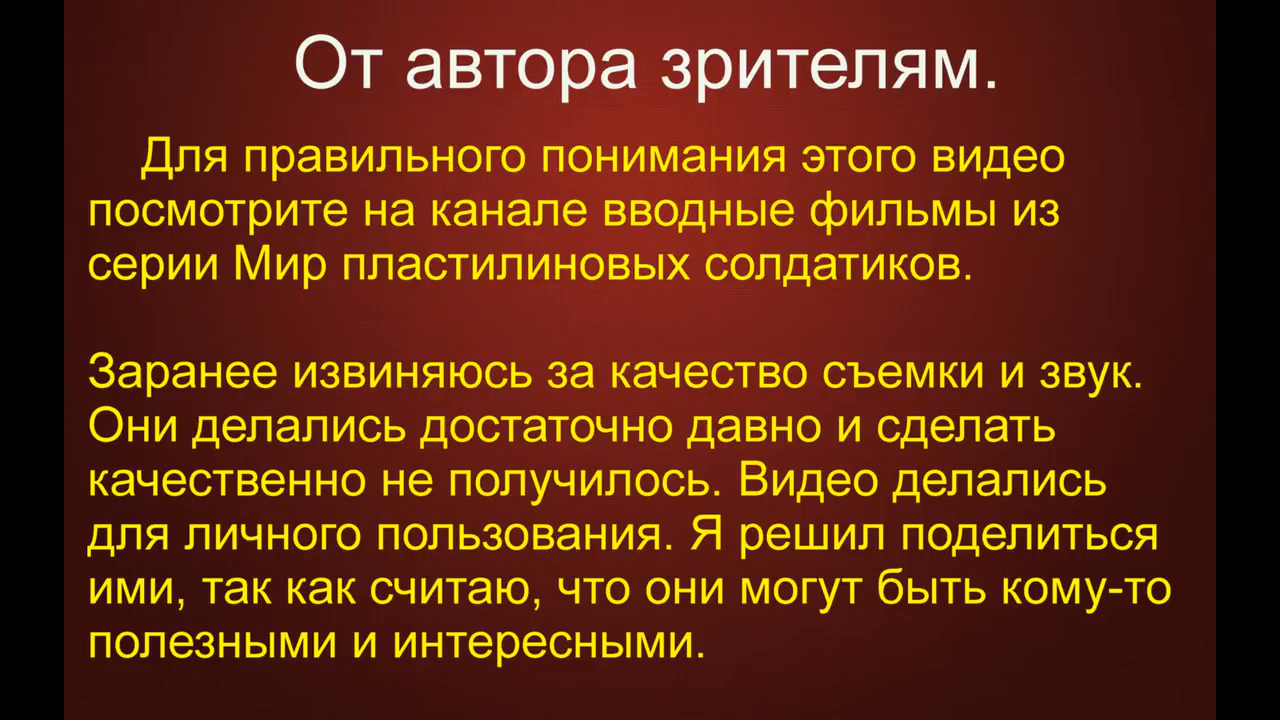 От автора зрителям.
Для правильного понимания этого видео
посмотрите на канале вводные фильмы из
серии Мир пластилиновых солдатиков.
Заранее извиняюсь за качество съемки и звук.
Они делались достаточно давно и сделать
качественно не получилось. Видео делались
для личного пользования. Я решил поделиться
ими, так как считаю, что они могут быть кому-то
полезными и интересными.